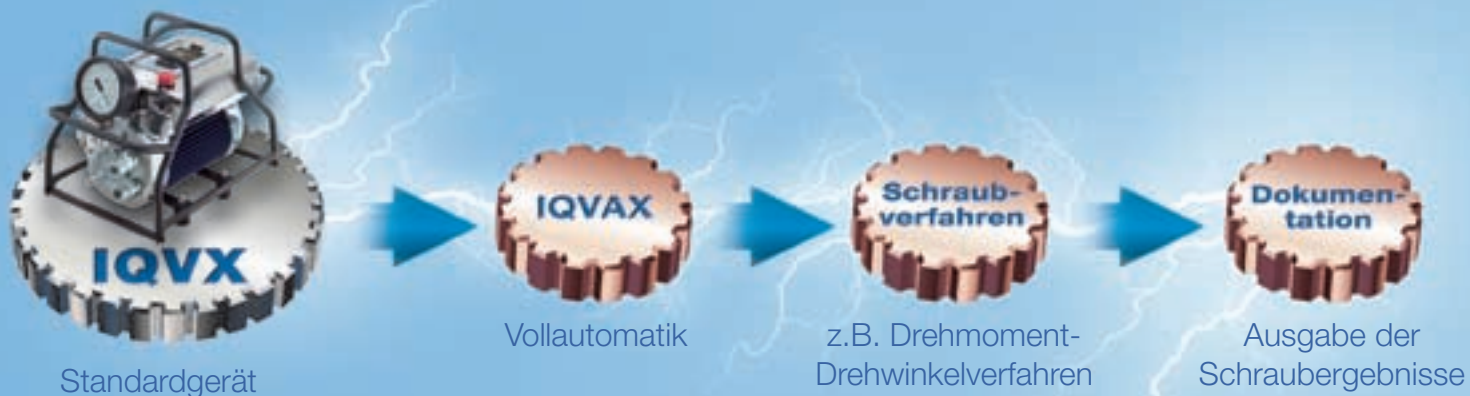 IQVX
Standardgerät
IQVAX
Vollautomatik
Schraub-
verfahren
z.B. Drehmoment-
Drehwinkelverfahren
Dokumen-
tation
Ausgabe der
Schraubergebnisse